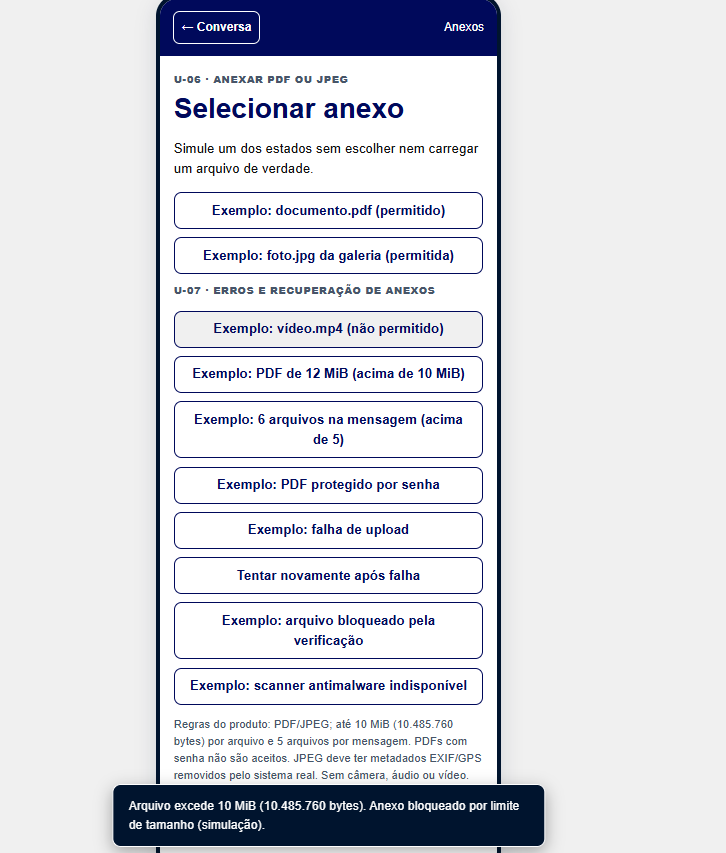 ← Conversa
Anexos
U-06 · ANEXAR PDF OU JPEG
Selecionar anexo
Simule um dos estados sem escolher nem carregar
um arquivo de verdade.
Exemplo: documento.pdf (permitido)
Exemplo: foto.jpg da galeria (permitida)
U-07 · ERROS E RECUPERAÇÃO DE ANEXOS
Exemplo: vídeo.mp4 (não permitido)
Exemplo: PDF de 12 MiB (acima de 10 MiB)
Exemplo: 6 arquivos na mensagem (acima
de 5)
Exemplo: PDF protegido por senha
Exemplo: falha de upload
Tentar novamente após falha
Exemplo: arquivo bloqueado pela
verificação
Exemplo: scanner antimalware indisponível
Regras do produto: PDF/JPEG; até 10 MiB (10.485.760
bytes) por arquivo e 5 arquivos por mensagem. PDFs com
senha não são aceitos. JPEG deve ter metadados EXIF/GPS
removidos pelo sistema real. Sem câmera, áudio ou vídeo.
Arquivo excede 10 MiB (10.485.760 bytes). Anexo bloqueado por limite
de tamanho (simulação).